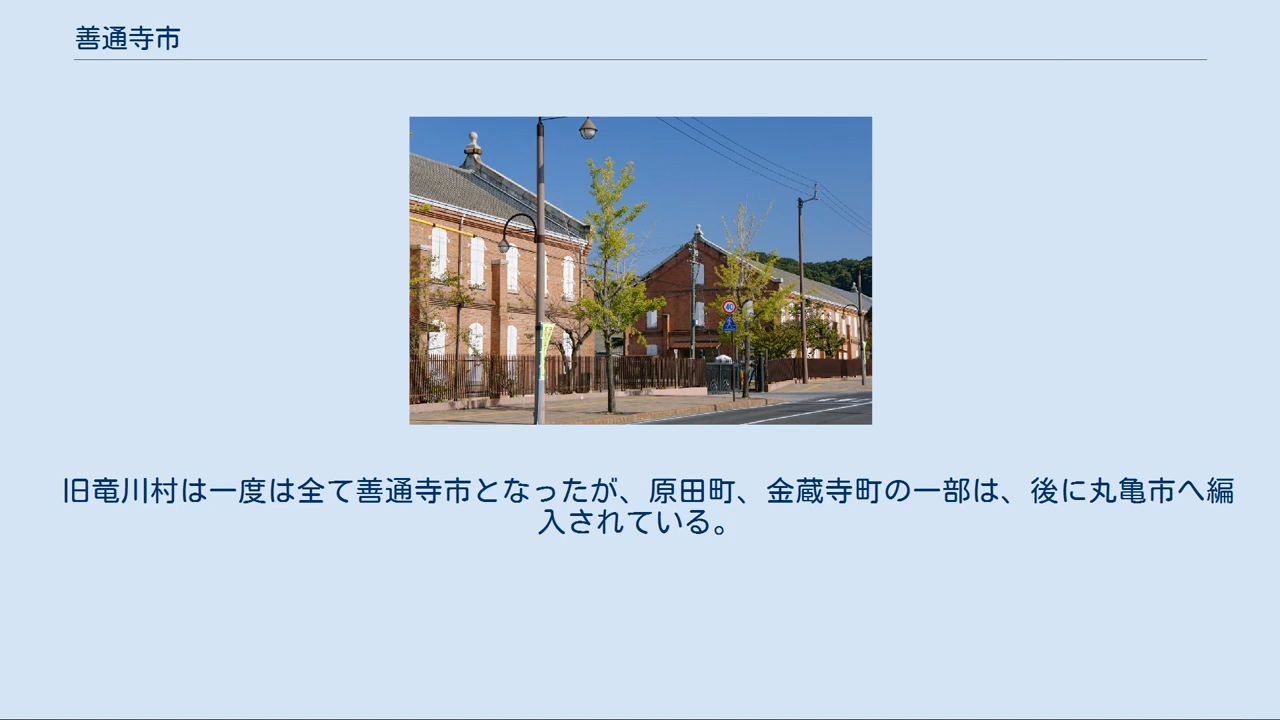 善通寺市
旧竜川村は一度は全て善通寺市となったが、原田町、金蔵寺町の一部は、後に丸亀市へ編
入されている。